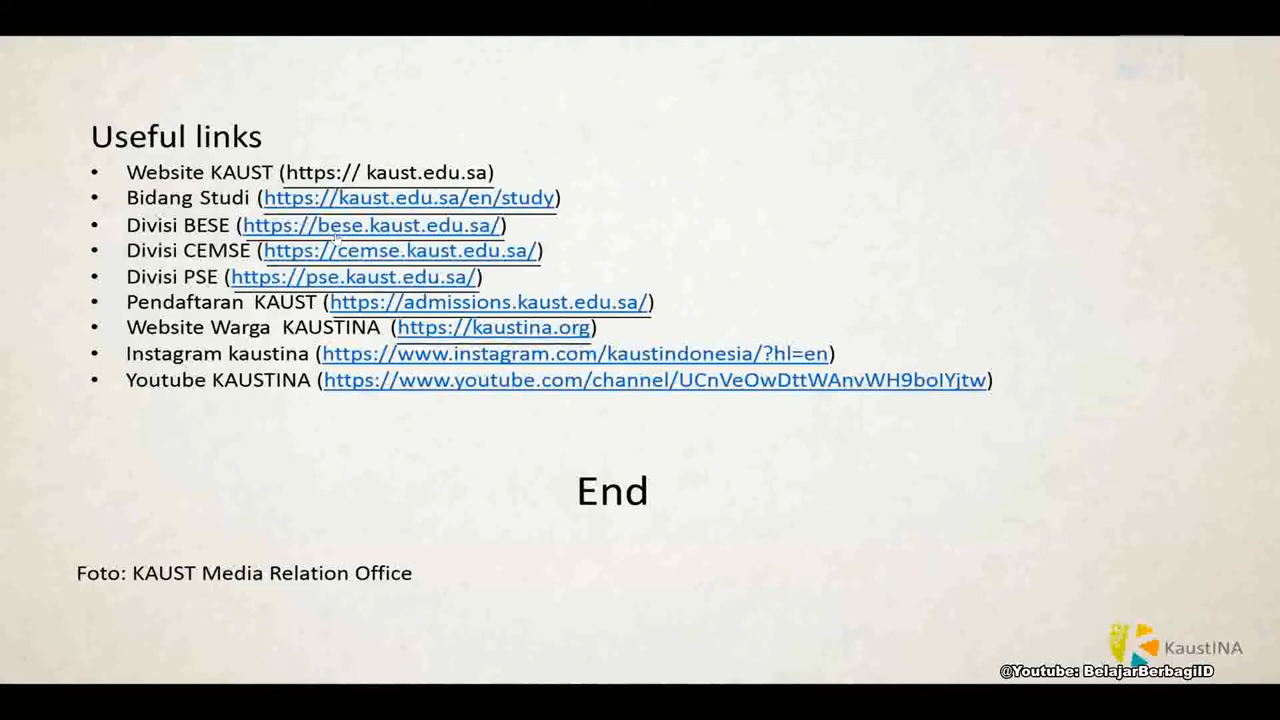 Useful links
• Website KAUST (https:// kaust.edu.sa)
• Bidang Studi (https://kaust.edu.sa/en/study)
• Divisi BESE (https://bese.kaust.edu.sa/)
• Divisi CEMSE (https://cemse.kaust.edu.sa/)
• Divisi PSE (https://pse.kaust.edu.sa/)
• Pendaftaran KAUST (https://admissions.kaust.edu.sa/)
• Website Warga KAUSTINA (https://kaustina.org)
• Instagram kaustina (https://www.instagram.com/kaustindonesia/?hl=en)
• Youtube KAUSTINA (https://www.youtube.com/channel/UCnVeOwDttWAnvWH9boIYjtw)
End
Foto: KAUST Media Relation Office
KaustINA
@Youtube: BelajarBerbagiID